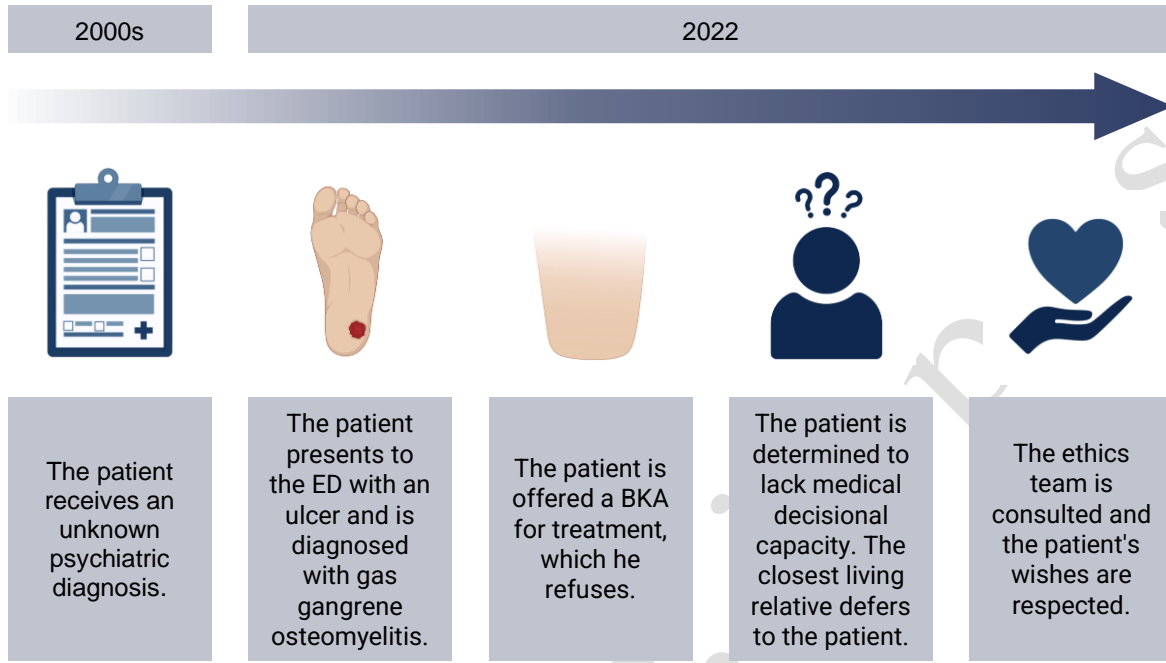 2000s
2022
???
The patient
receives an
unknown
psychiatric
diagnosis.
The patient
presents to
the ED with an
ulcer and is
diagnosed
with gas
gangrene
osteomyelitis.
The patient is
offered a BKA
for treatment,
which he
refuses.
The patient is
determined to
lack medical
decisional
capacity. The
closest living
relative defers
to the patient.
The ethics
team is
consulted and
the patient's
wishes are
respected.